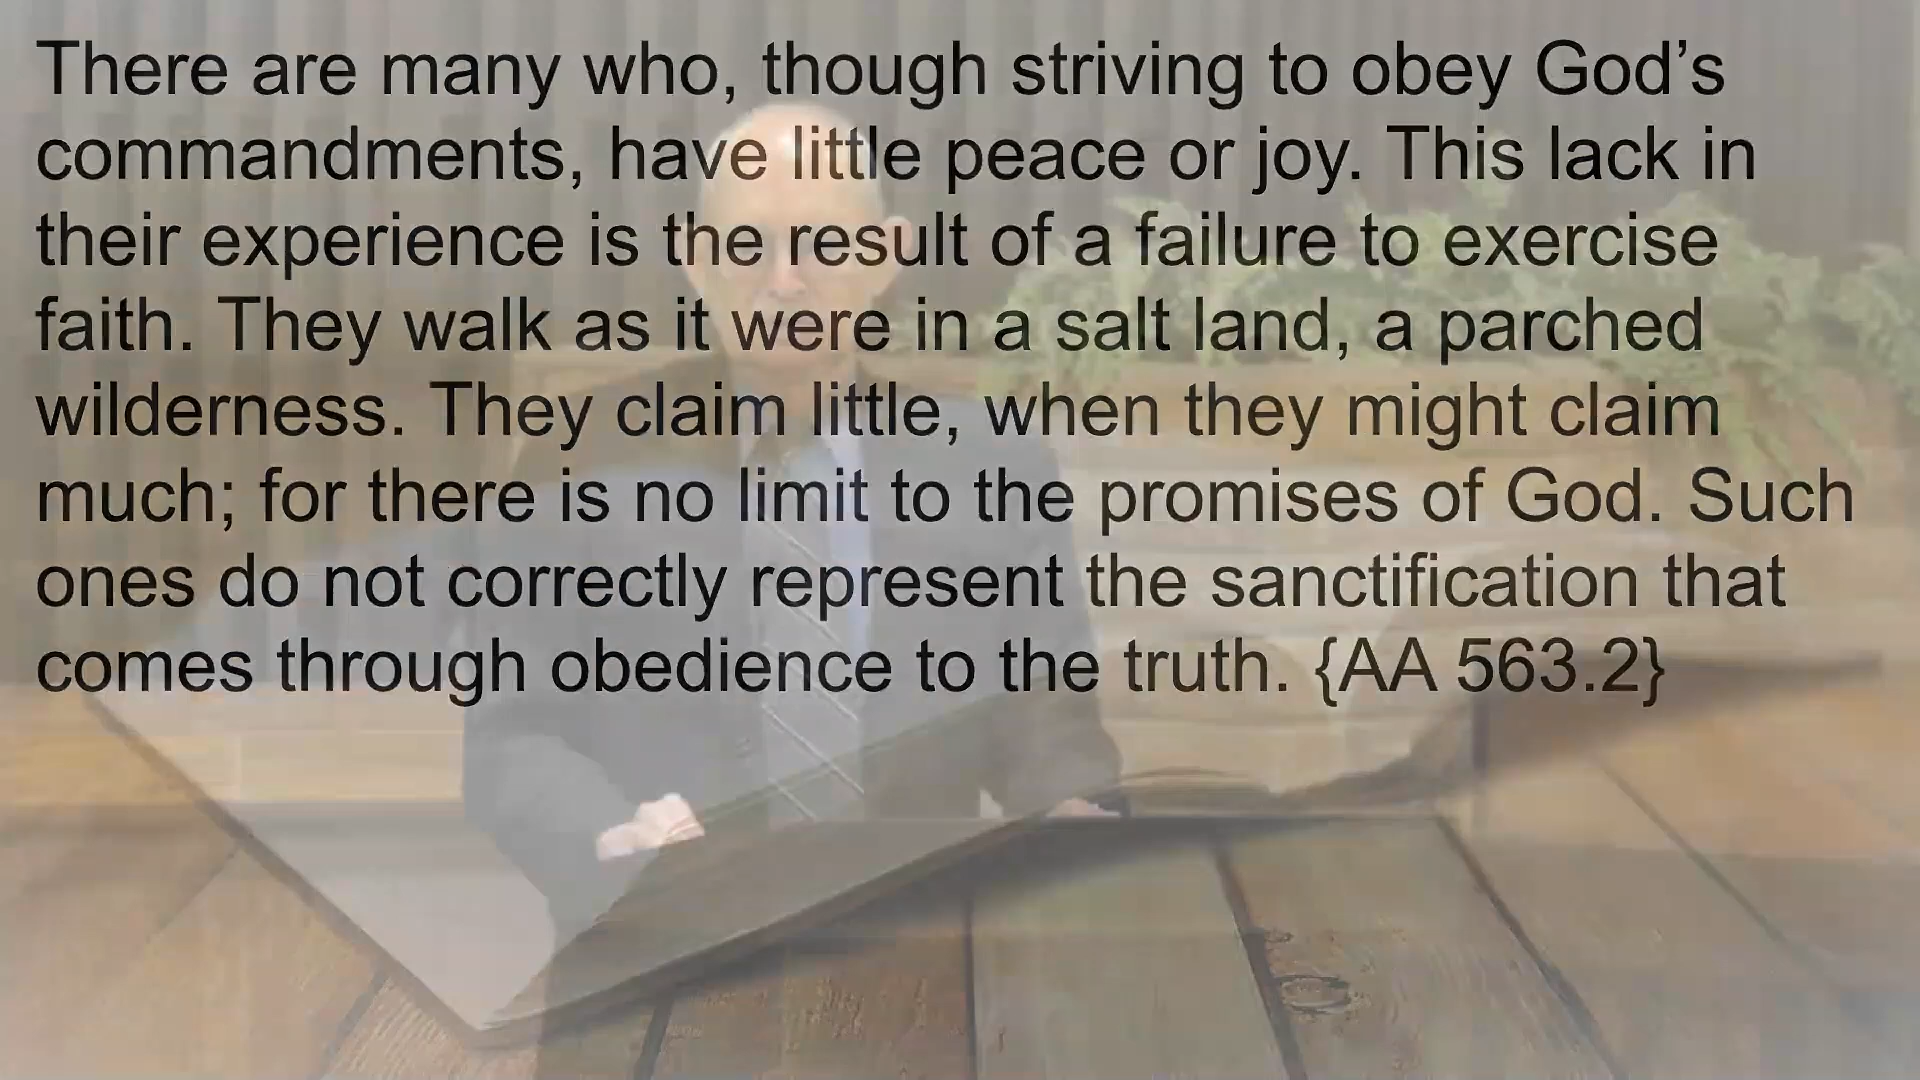 There are many who, though striving to obey God’s
commandments, have little peace or joy. This lack in
their experience is the result of a failure to exercise
faith. They walk as it were in a salt land, a parched
wilderness. They claim little, when they might claim
much; for there is no limit to the promises of God. Such
ones do not correctly represent the sanctification that
comes through obedience to the truth. {AA 563.2}